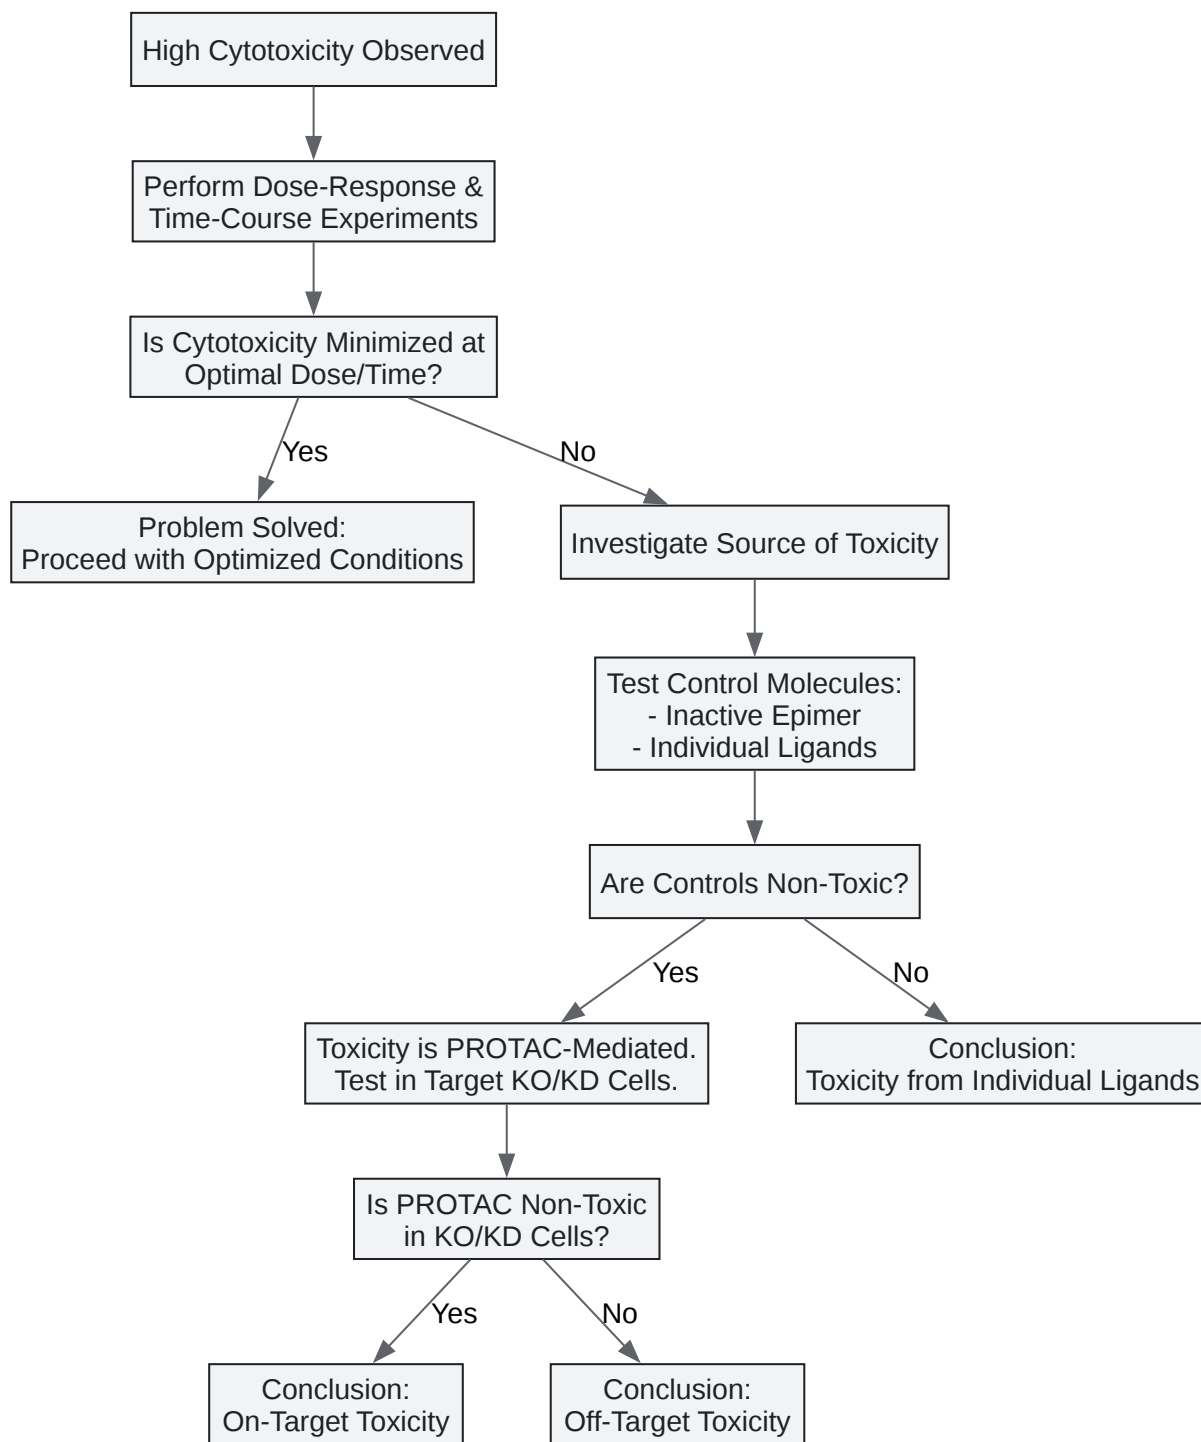 High Cytotoxicity Observed
Perform Dose-Response &
Time-Course Experiments
Is Cytotoxicity Minimized at
Optimal Dose/Time?
Yes
No
Problem Solved:
Proceed with Optimized Conditions
Investigate Source of Toxicity
Test Control Molecules:
- Inactive Epimer
- Individual Ligands
Are Controls Non-Toxic?
Yes
No
Toxicity is PROTAC-Mediated.
Test in Target KO/KD Cells.
Conclusion:
Toxicity from Individual Ligands
Is PROTAC Non-Toxic
in KO/KD Cells?
Yes
No
Conclusion:
On-Target Toxicity
Conclusion:
Off-Target Toxicity